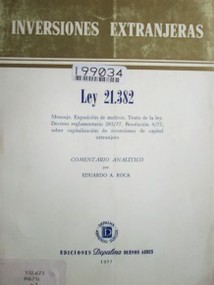 INVERSIONES EXTRANJERAS
199034
Ley 21.382
Mensaje, Exposición de motivos, Texto de la ley
Decreto reglamentario 283/77, Resolución 6/77,
sobre capitalización de inversiones de capital
extranjero
COMENTARIO ANALITICO
por
EDUARDO A. ROCA
EDICIONES Depalma BUENOS AIRES
1977